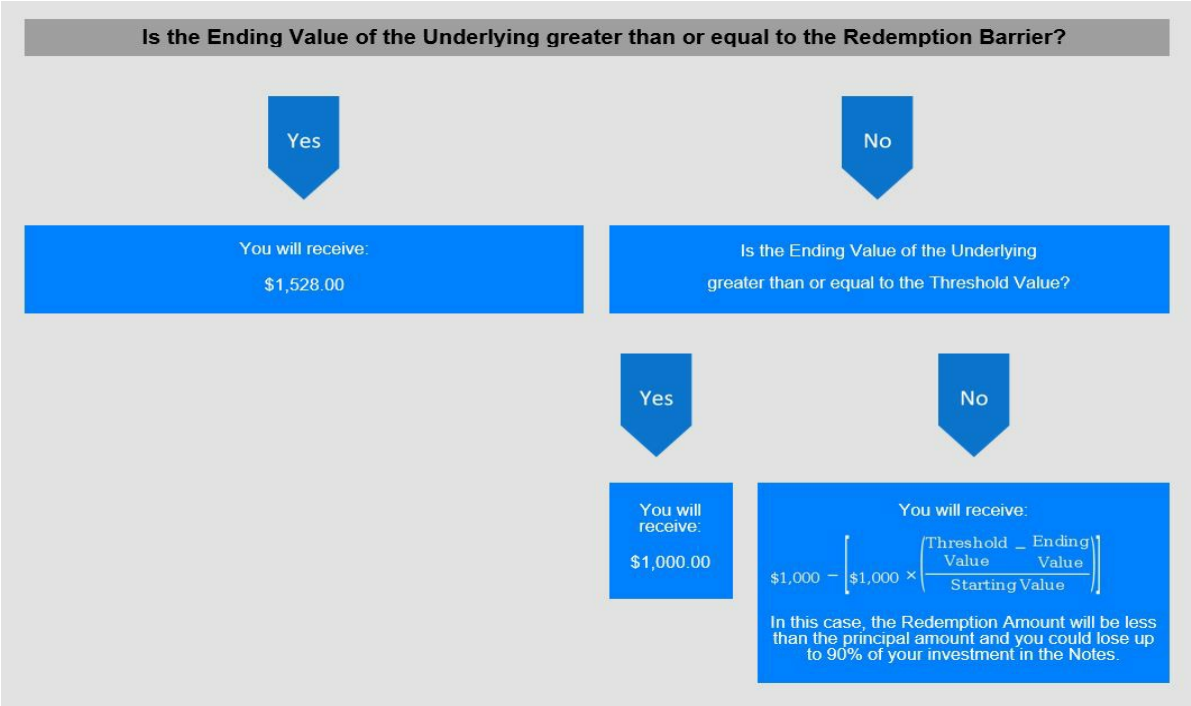 Is the Ending Value of the Underlying greater than or equal to the Redemption Barrier?
Yes
No
You will receive:
$1,528.00
Is the Ending Value of the Underlying
greater than or equal to the Threshold Value?
Yes
No
You will
receive:
$1,000.00
You will receive:
$1,000 − [$1,000 × (Threshold Value − Ending Value / Starting Value)]
In this case, the Redemption Amount will be less
than the principal amount and you could lose up
to 90% of your investment in the Notes.